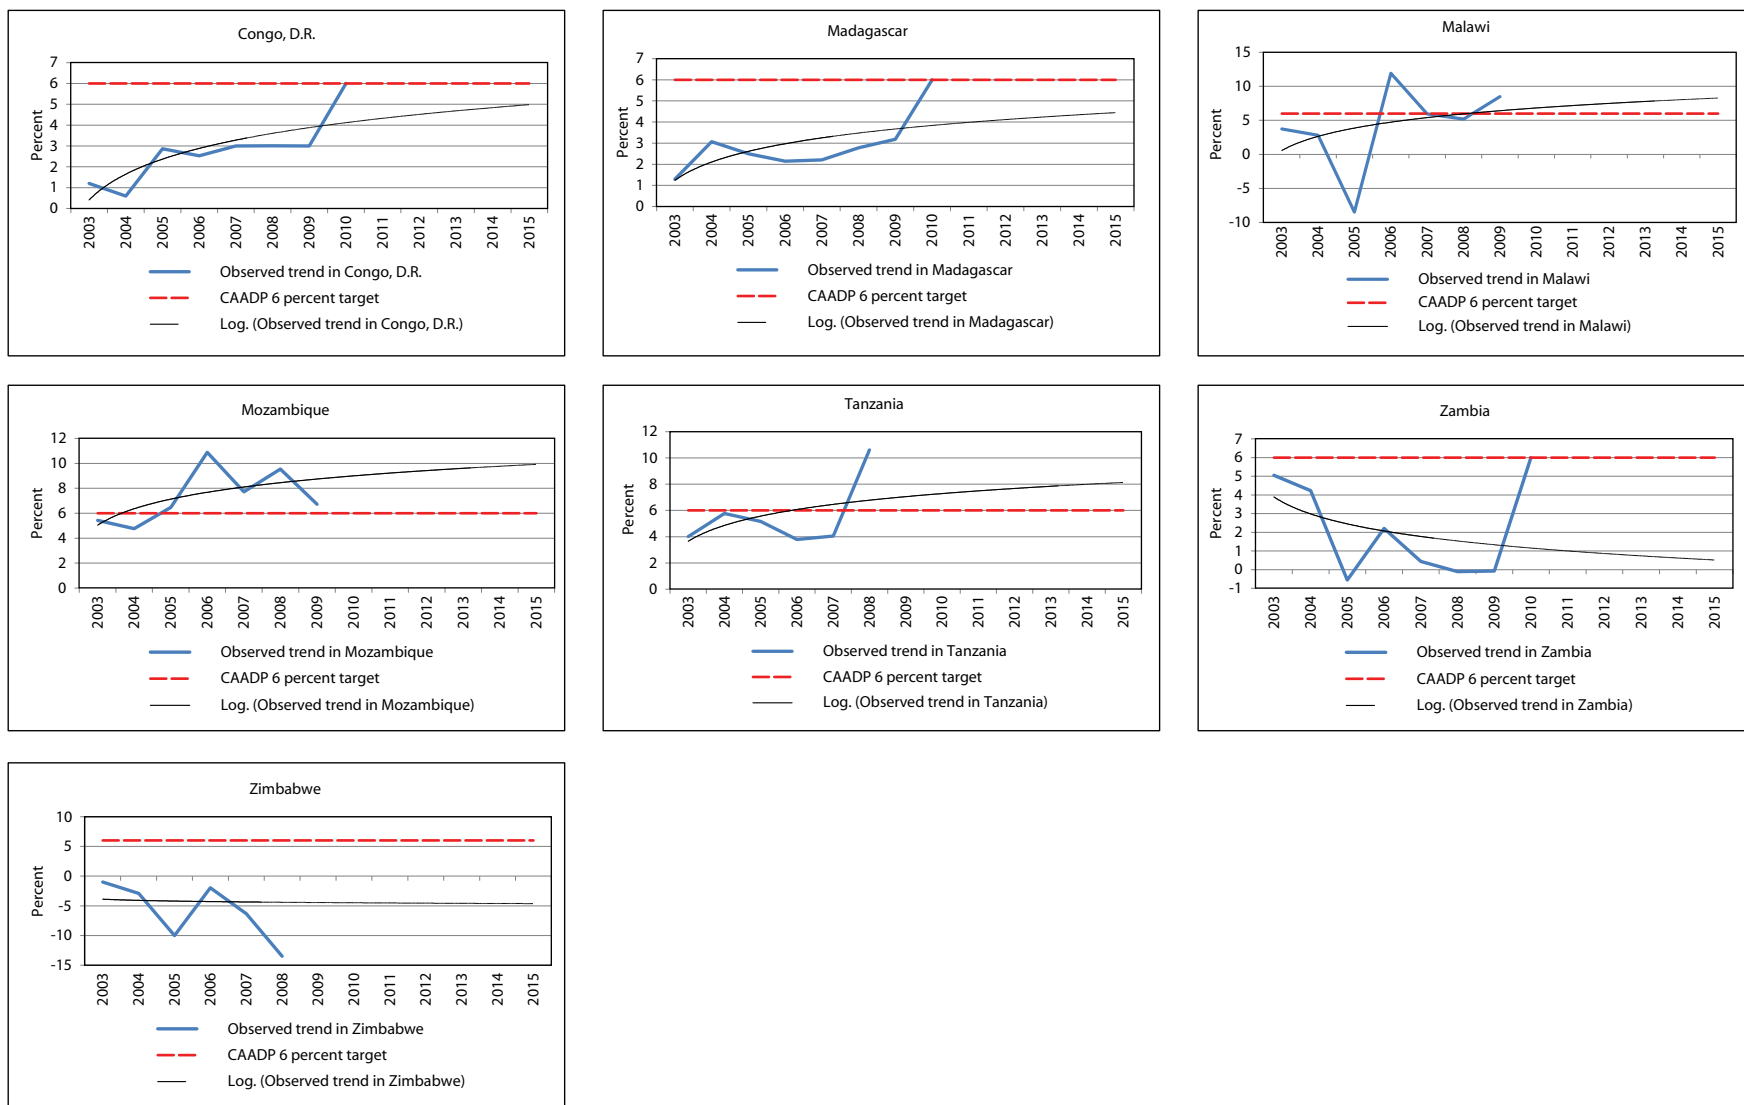 Congo, D.R.
Percent
7
6
5
4
3
2
1
0
2003 2004 2005 2006 2007 2008 2009 2010 2011 2012 2013 2014 2015
Observed trend in Congo, D.R.
CAADP 6 percent target
Log. (Observed trend in Congo, D.R.)
Madagascar
Percent
7
6
5
4
3
2
1
0
2003 2004 2005 2006 2007 2008 2009 2010 2011 2012 2013 2014 2015
Observed trend in Madagascar
CAADP 6 percent target
Log. (Observed trend in Madagascar)
Malawi
Percent
15
10
5
0
-5
-10
2003 2004 2005 2006 2007 2008 2009 2010 2011 2012 2013 2014 2015
Observed trend in Malawi
CAADP 6 percent target
Log. (Observed trend in Malawi)
Mozambique
Percent
12
10
8
6
4
2
0
2003 2004 2005 2006 2007 2008 2009 2010 2011 2012 2013 2014 2015
Observed trend in Mozambique
CAADP 6 percent target
Log. (Observed trend in Mozambique)
Tanzania
Percent
12
10
8
6
4
2
0
2003 2004 2005 2006 2007 2008 2009 2010 2011 2012 2013 2014 2015
Observed trend in Tanzania
CAADP 6 percent target
Log. (Observed trend in Tanzania)
Zambia
Percent
7
6
5
4
3
2
1
0
-1
2003 2004 2005 2006 2007 2008 2009 2010 2011 2012 2013 2014 2015
Observed trend in Zambia
CAADP 6 percent target
Log. (Observed trend in Zambia)
Zimbabwe
Percent
10
5
0
-5
-10
-15
2003 2004 2005 2006 2007 2008 2009 2010 2011 2012 2013 2014 2015
Observed trend in Zimbabwe
CAADP 6 percent target
Log. (Observed trend in Zimbabwe)